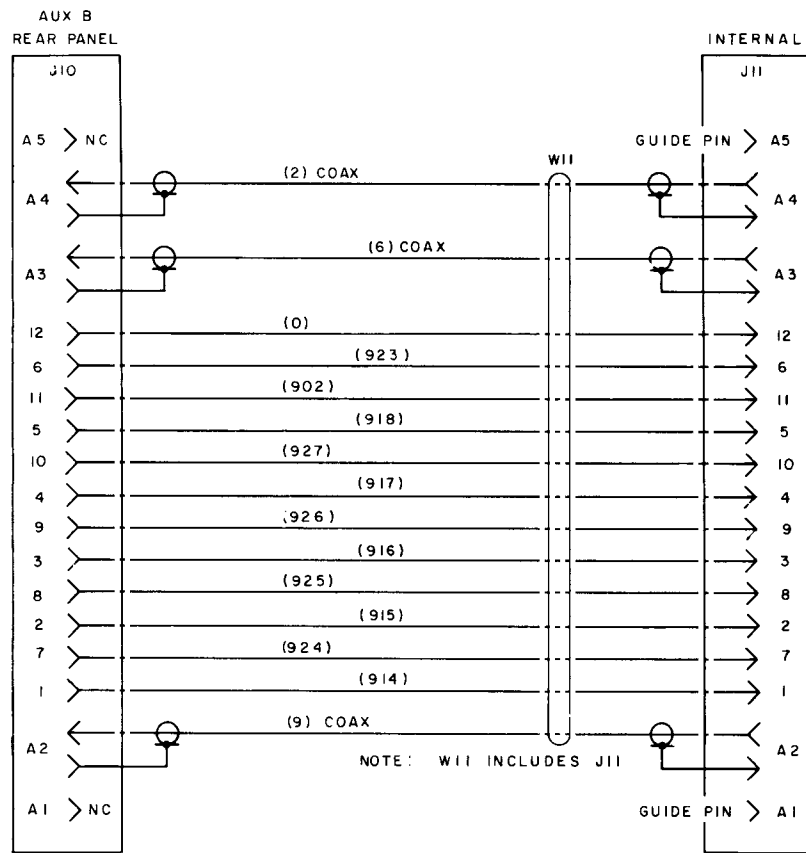 AUX B
REAR PANEL
INTERNAL
J10
J11
A5 NC
GUIDE PIN A5
W11
(2) COAX
A4
A4
(6) COAX
A3
A3
12 (0) 12
6 (923) 6
11 (902) 11
5 (918) 5
10 (927) 10
4 (917) 4
9 (926) 9
3 (916) 3
8 (925) 8
2 (915) 2
7 (924) 7
1 (914) 1
(9) COAX
A2
A2
NOTE: W11 INCLUDES J11
A1 NC
GUIDE PIN A1